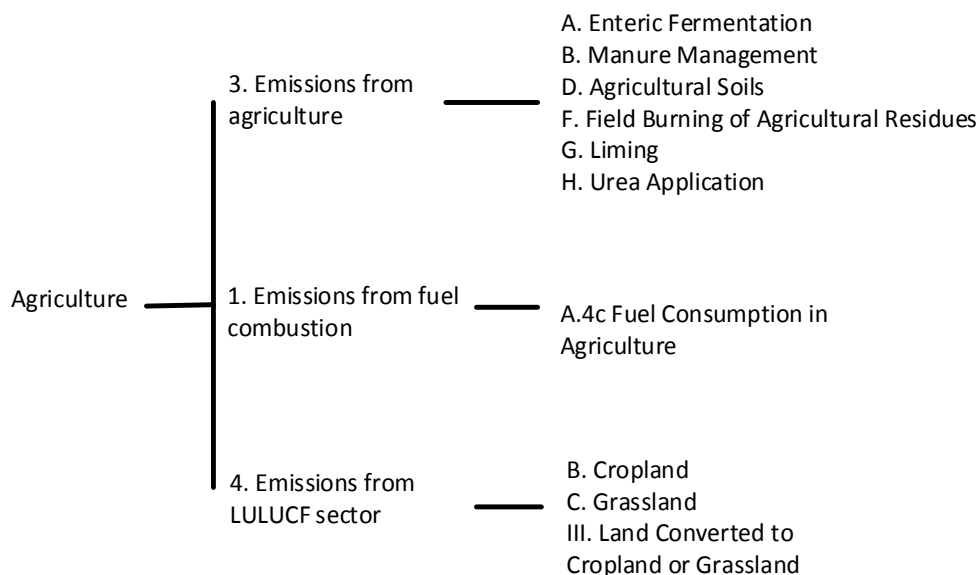 Agriculture
3. Emissions from
agriculture
A. Enteric Fermentation
B. Manure Management
D. Agricultural Soils
F. Field Burning of Agricultural Residues
G. Liming
H. Urea Application
1. Emissions from fuel
combustion
A.4c Fuel Consumption in
Agriculture
4. Emissions from
LULUCF sector
B. Cropland
C. Grassland
III. Land Converted to
Cropland or Grassland